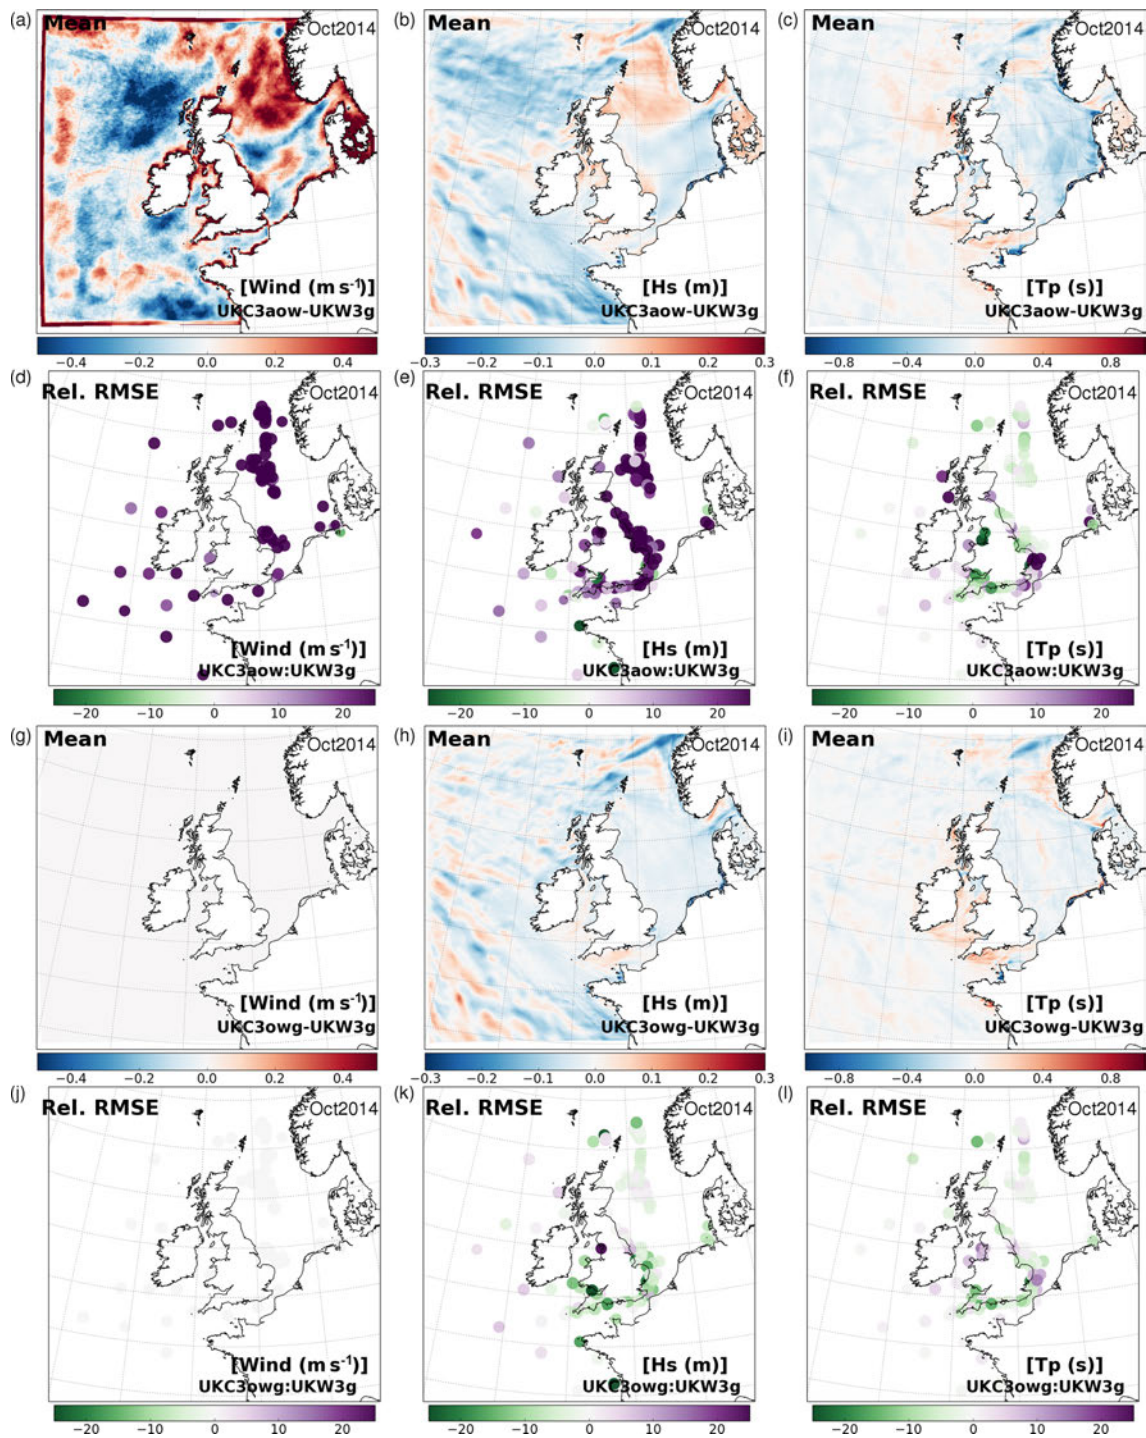 (a) Mean Oct2014
[Wind (m s⁻¹)]
UKC3aow-UKW3g
−0.4 −0.2 0.0 0.2 0.4
(b) Mean Oct2014
[Hs (m)]
UKC3aow-UKW3g
−0.3 −0.2 −0.1 0.0 0.1 0.2 0.3
(c) Mean Oct2014
[Tp (s)]
UKC3aow-UKW3g
−0.8 −0.4 0.0 0.4 0.8
(d) Rel. RMSE Oct2014
[Wind (m s⁻¹)]
UKC3aow:UKW3g
−20 −10 0 10 20
(e) Rel. RMSE Oct2014
[Hs (m)]
UKC3aow:UKW3g
−20 −10 0 10 20
(f) Rel. RMSE Oct2014
[Tp (s)]
UKC3aow:UKW3g
−20 −10 0 10 20
(g) Mean Oct2014
[Wind (m s⁻¹)]
UKC3owg-UKW3g
−0.4 −0.2 0.0 0.2 0.4
(h) Mean Oct2014
[Hs (m)]
UKC3owg-UKW3g
−0.3 −0.2 −0.1 0.0 0.1 0.2 0.3
(i) Mean Oct2014
[Tp (s)]
UKC3owg-UKW3g
−0.8 −0.4 0.0 0.4 0.8
(j) Rel. RMSE Oct2014
[Wind (m s⁻¹)]
UKC3owg:UKW3g
−20 −10 0 10 20
(k) Rel. RMSE Oct2014
[Hs (m)]
UKC3owg:UKW3g
−20 −10 0 10 20
(l) Rel. RMSE Oct2014
[Tp (s)]
UKC3owg:UKW3g
−20 −10 0 10 20